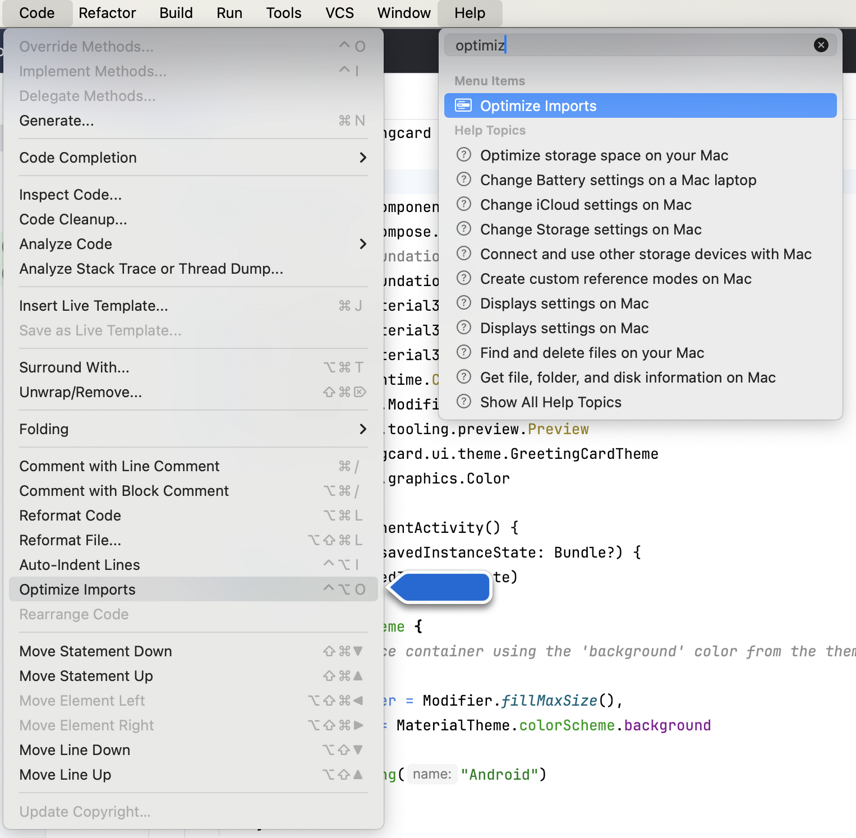 Code Refactor Build Run Tools VCS Window Help
Override Methods... ⌃ O
Implement Methods... ⌃ I
Delegate Methods...
Generate... ⌘ N
Code Completion
Inspect Code...
Code Cleanup...
Analyze Code
Analyze Stack Trace or Thread Dump...
Insert Live Template... ⌘ J
Save as Live Template...
Surround With... ⌥ ⌘ T
Unwrap/Remove... ⇧ ⌘ ⌦
Folding
Comment with Line Comment ⌘ /
Comment with Block Comment ⌥ ⌘ /
Reformat Code ⌥ ⌘ L
Reformat File... ⌥ ⇧ ⌘ L
Auto-Indent Lines ⌃ ⌥ I
Optimize Imports ⌃ ⌥ O
Rearrange Code
Move Statement Down ⇧ ⌘ ▼
Move Statement Up ⇧ ⌘ ▲
Move Element Left ⌥ ⇧ ⌘ ◀
Move Element Right ⌥ ⇧ ⌘ ▶
Move Line Down ⌥ ⇧ ▼
Move Line Up ⌥ ⇧ ▲
Update Copyright...
optimiz
Menu Items
Optimize Imports
Help Topics
Optimize storage space on your Mac
Change Battery settings on a Mac laptop
Change iCloud settings on Mac
Change Storage settings on Mac
Connect and use other storage devices with Mac
Create custom reference modes on Mac
Displays settings on Mac
Displays settings on Mac
Find and delete files on your Mac
Get file, folder, and disk information on Mac
Show All Help Topics
ngcard
omponen
ompose.
undatio
undatio
terial3
terial3
terial3
ntime.C
.Modifi
.tooling.preview.Preview
gcard.ui.theme.GreetingCardTheme
.graphics.Color
nentActivity() {
savedInstanceState: Bundle?) {
te)
eme {
ce container using the 'background' color from the them
er = Modifier.fillMaxSize(),
= MaterialTheme.colorScheme.background
ng( name: "Android")